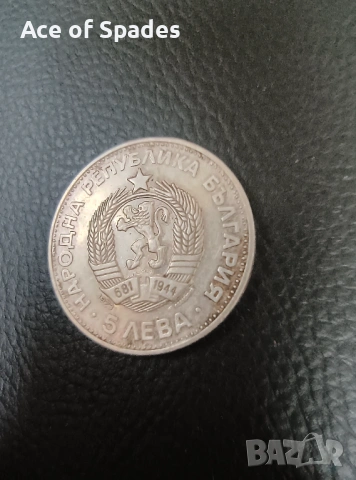 Ace of Spades
НАРОДНА РЕПУБЛИКА БЪЛГАРИЯ
681 1944
· 5 ЛЕВА ·
BAZAR